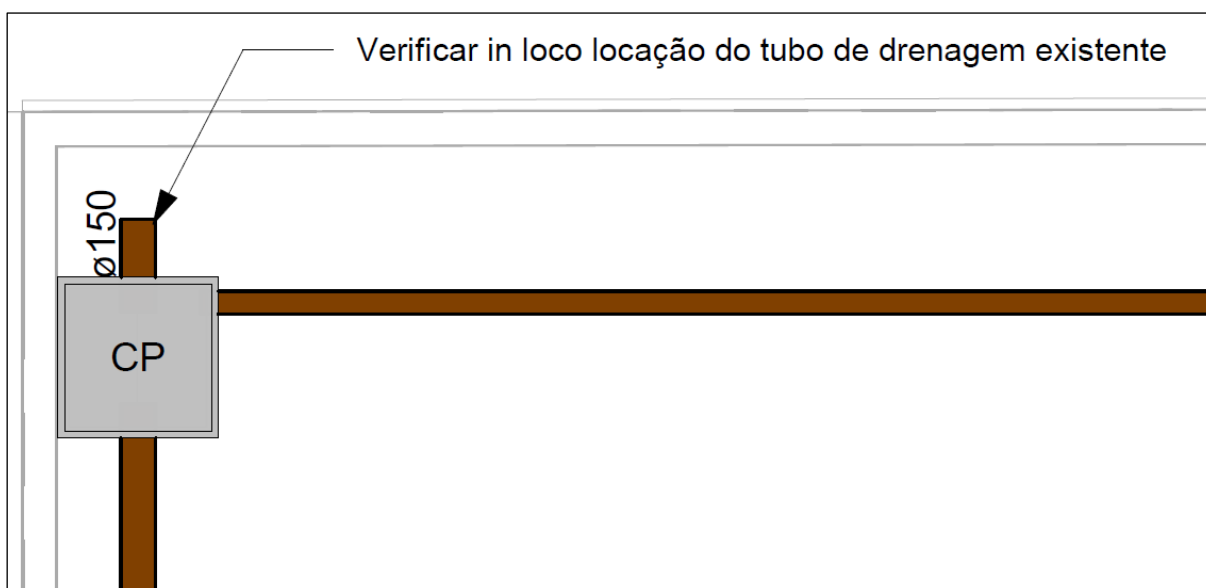 Verificar in loco locação do tubo de drenagem existente
ø150
CP